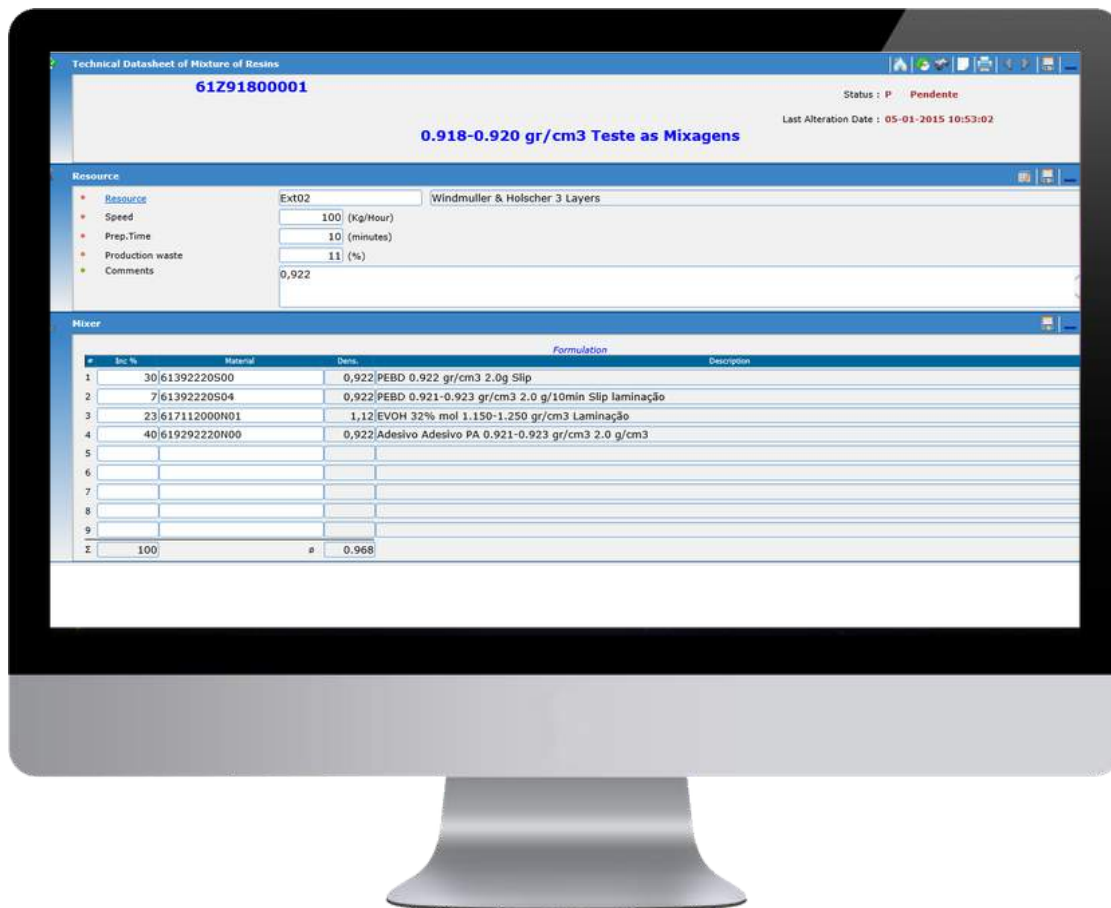 Technical Datasheet of Mixture of Resins
61Z91800001
Status : P Pendente
Last Alteration Date : 05-01-2015 10:53:02
0.918-0.920 gr/cm3 Teste as Mixagens
Resource
Resource Ext02 Windmuller & Holscher 3 Layers
Speed 100 (Kg/Hour)
Prep.Time 10 (minutes)
Production waste 11 (%)
Comments 0,922
Mixer
Formulation
# Inc % Material Dens. Description
1 30 61392220S00 0,922 PEBD 0.922 gr/cm3 2.0g Slip
2 7 61392220S04 0,922 PEBD 0.921-0.923 gr/cm3 2.0 g/10min Slip laminação
3 23 617112000N01 1,12 EVOH 32% mol 1.150-1.250 gr/cm3 Laminação
4 40 619292220N00 0,922 Adesivo Adesivo PA 0.921-0.923 gr/cm3 2.0 g/cm3
5
6
7
8
9
Σ 100 ø 0.968